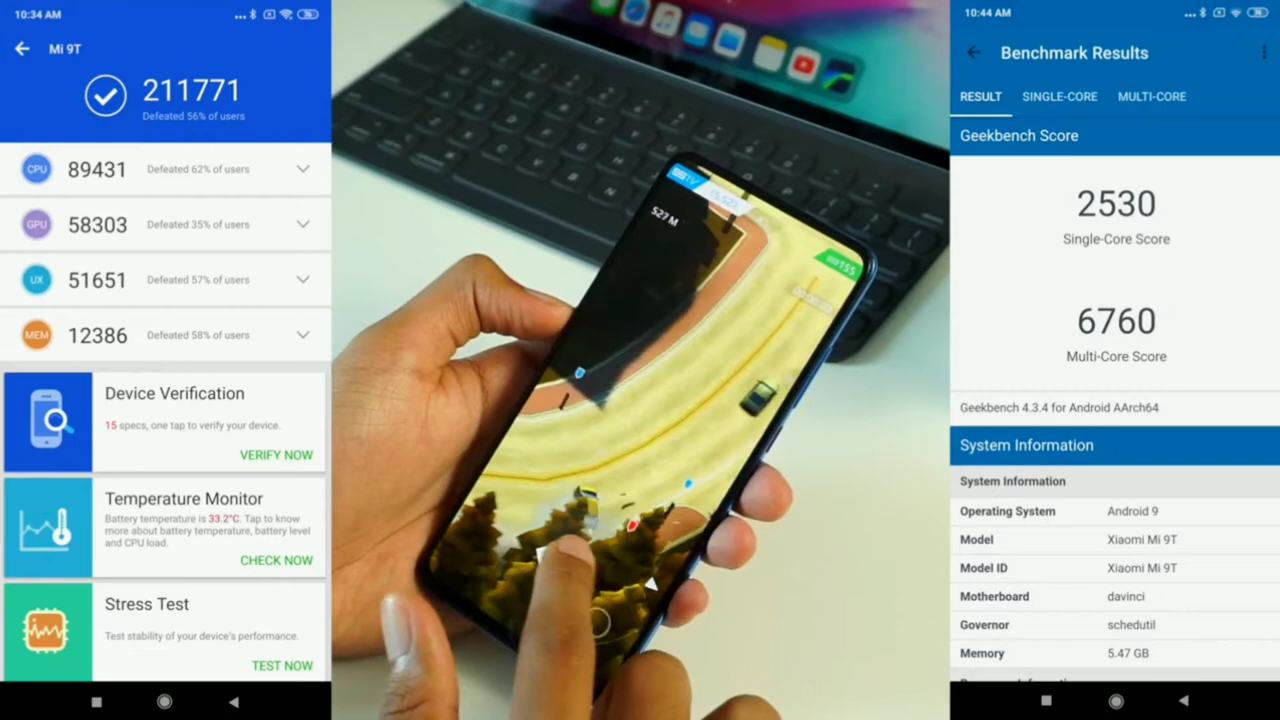 10:34 AM
Mi 9T
211771
Defeated 56% of users
CPU 89431 Defeated 62% of users
GPU 58303 Defeated 35% of users
UX 51651 Defeated 57% of users
MEM 12386 Defeated 58% of users
Device Verification
15 specs, one tap to verify your device.
VERIFY NOW
Temperature Monitor
Battery temperature is 33.2°C. Tap to know
more about battery temperature, battery level
and CPU load.
CHECK NOW
Stress Test
Test stability of your device's performance.
TEST NOW
527 M
155
10:44 AM
Benchmark Results
RESULT SINGLE-CORE MULTI-CORE
Geekbench Score
2530
Single-Core Score
6760
Multi-Core Score
Geekbench 4.3.4 for Android AArch64
System Information
System Information
Operating System Android 9
Model Xiaomi Mi 9T
Model ID Xiaomi Mi 9T
Motherboard davinci
Governor schedutil
Memory 5.47 GB